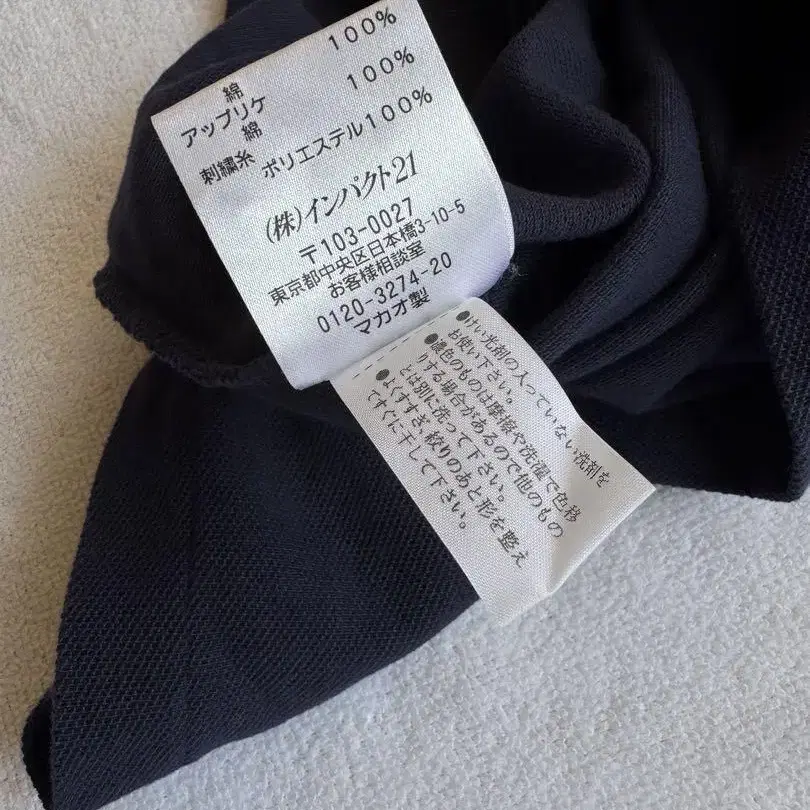 綿 100%
アップリケ
綿 100%
刺繍糸 ポリエステル100%
(株)インパクト21
〒103-0027
東京都中央区日本橋3-10-5
お客様相談室
0120-3274-20
マカオ製
●けい光剤の入っていない洗剤を
お使い下さい。
●濃色のものは摩擦や洗濯で色移
りする場合があるので他のもの
とは別に洗って下さい。
●よくすすぎ、絞りのあと形を整え
てすぐに干して下さい。